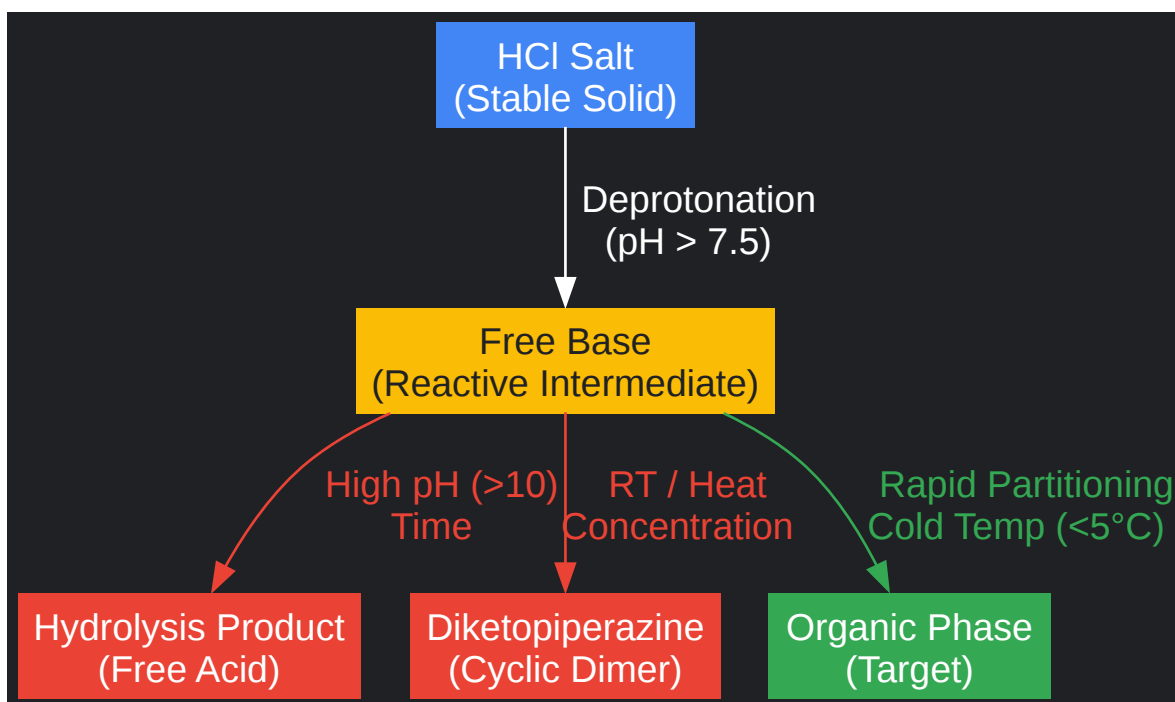 HCl Salt
(Stable Solid)
Deprotonation
(pH > 7.5)
Free Base
(Reactive Intermediate)
High pH (>10)
Time
RT / Heat
Concentration
Rapid Partitioning
Cold Temp (<5°C)
Hydrolysis Product
(Free Acid)
Diketopiperazine
(Cyclic Dimer)
Organic Phase
(Target)